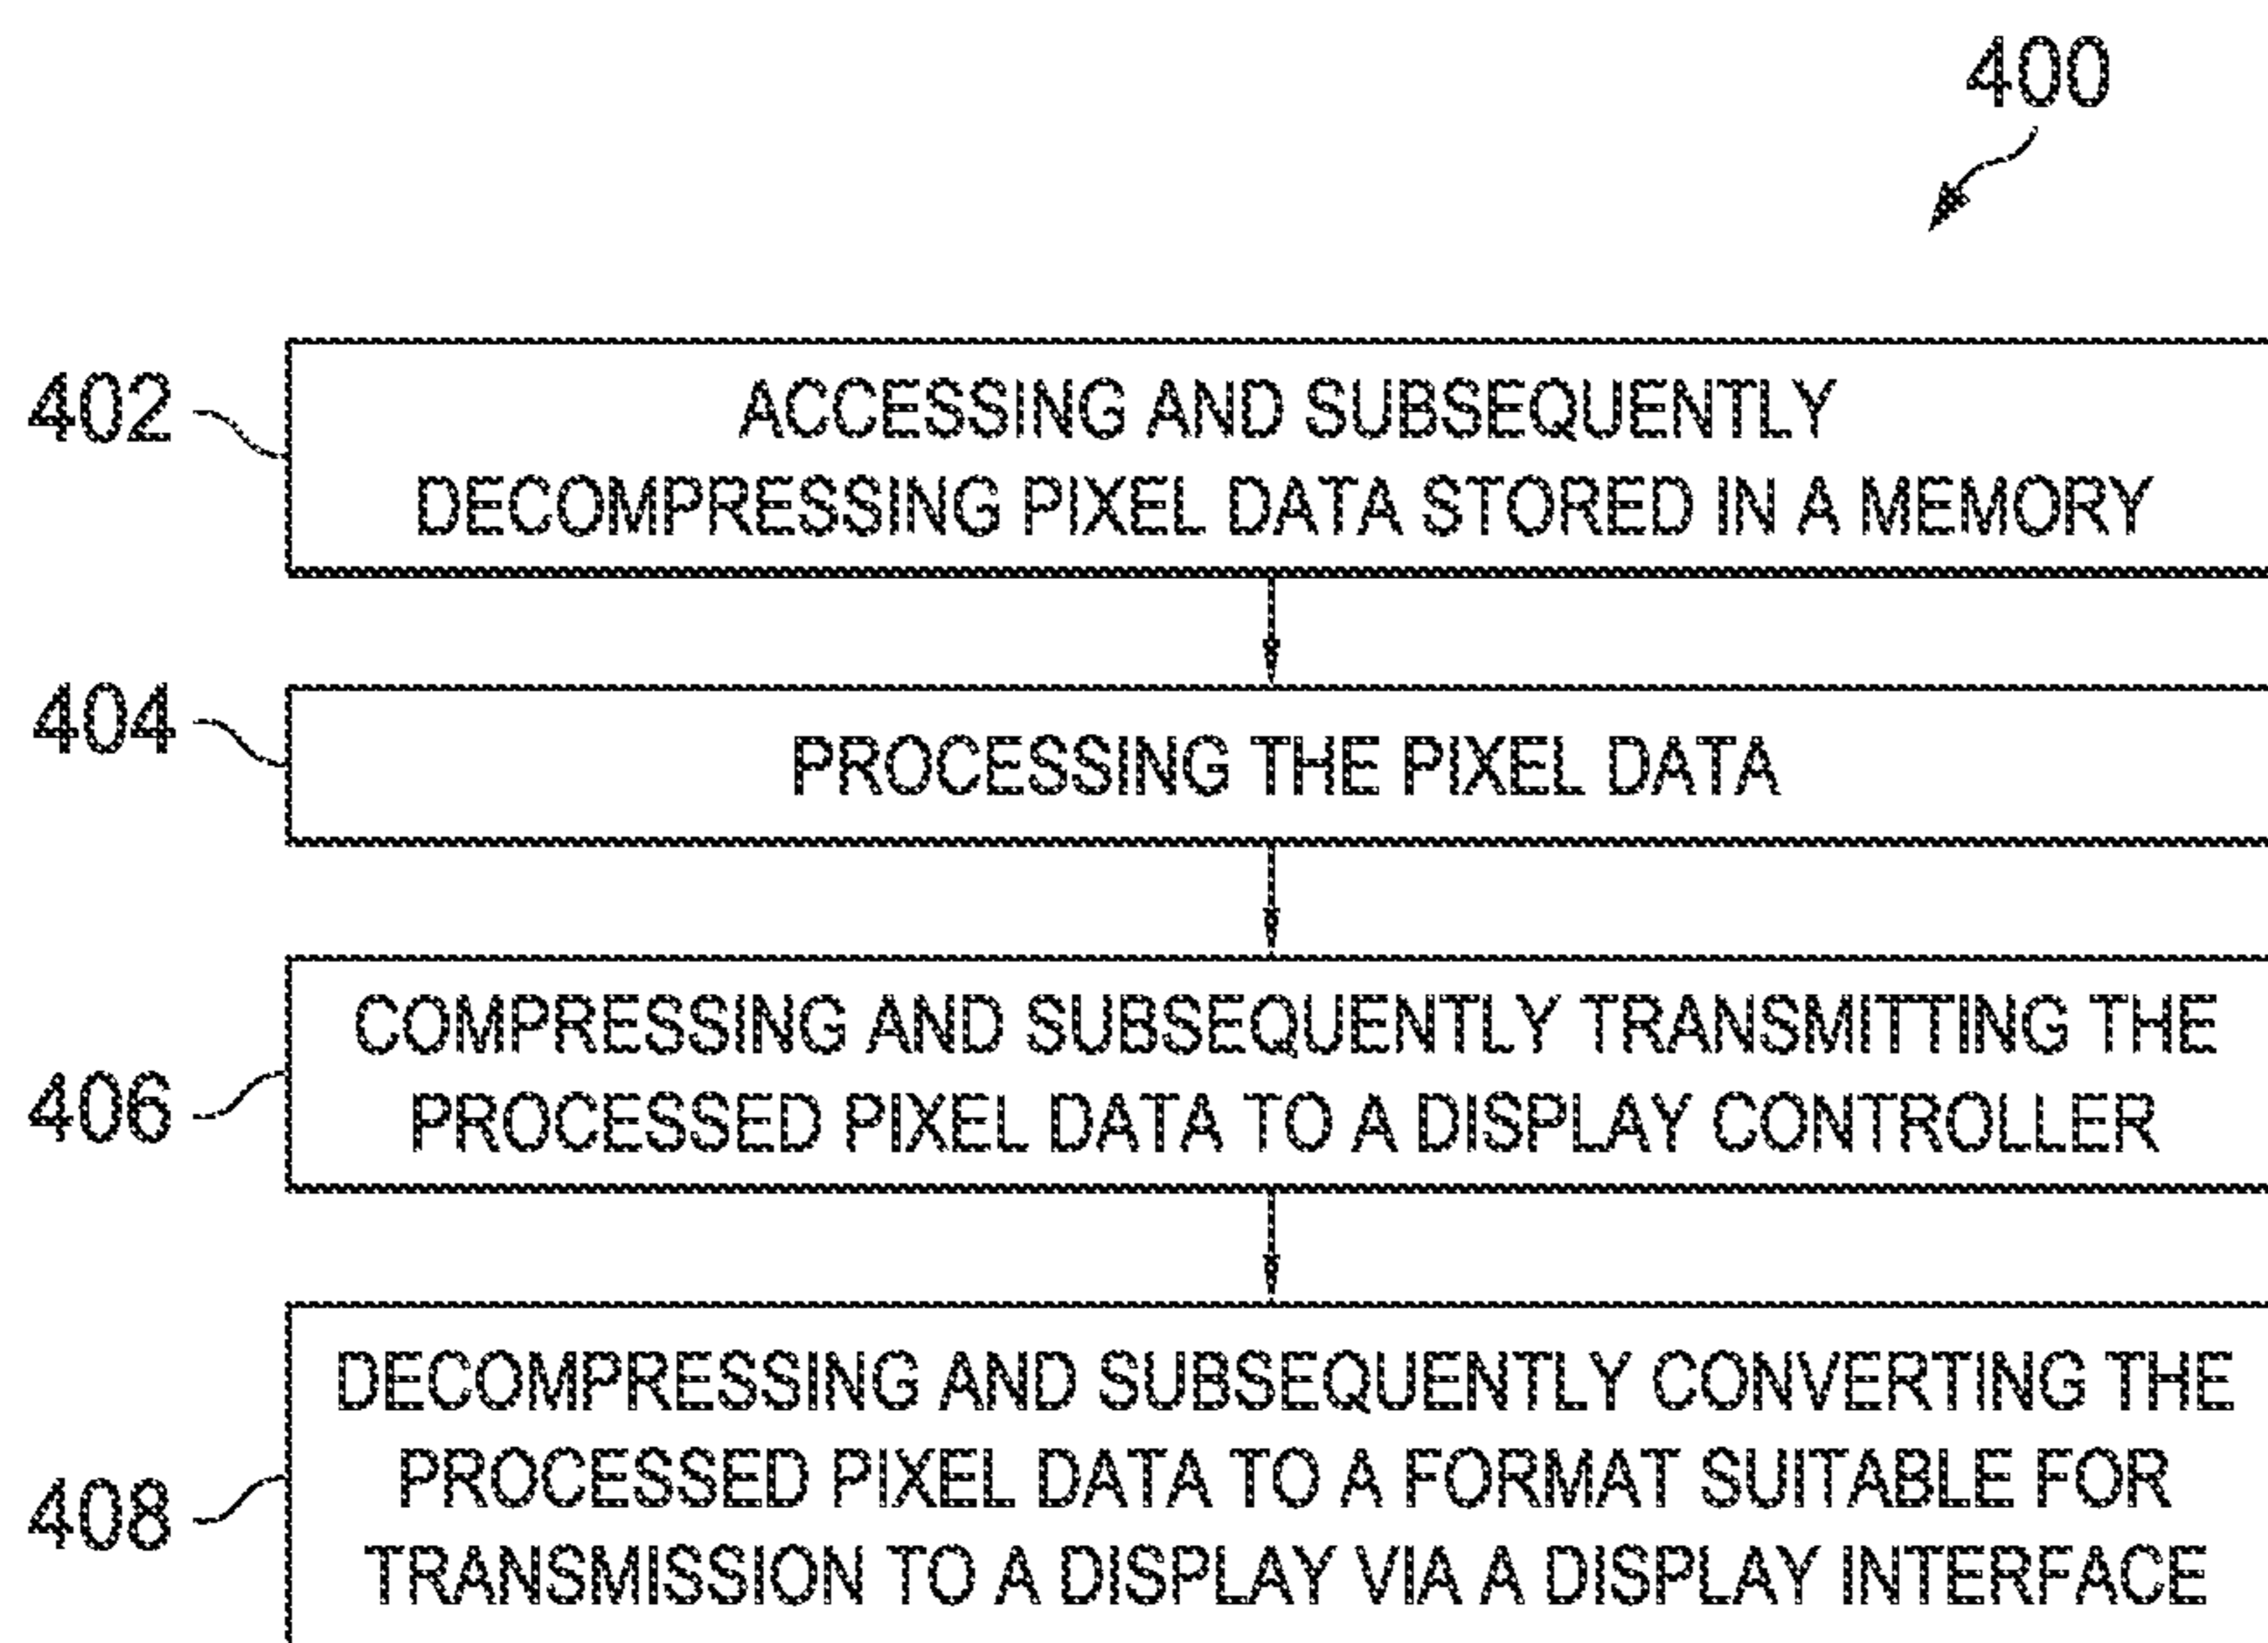 400
402
ACCESSING AND SUBSEQUENTLY
DECOMPRESSING PIXEL DATA STORED IN A MEMORY
404
PROCESSING THE PIXEL DATA
406
COMPRESSING AND SUBSEQUENTLY TRANSMITTING THE
PROCESSED PIXEL DATA TO A DISPLAY CONTROLLER
408
DECOMPRESSING AND SUBSEQUENTLY CONVERTING THE
PROCESSED PIXEL DATA TO A FORMAT SUITABLE FOR
TRANSMISSION TO A DISPLAY VIA A DISPLAY INTERFACE